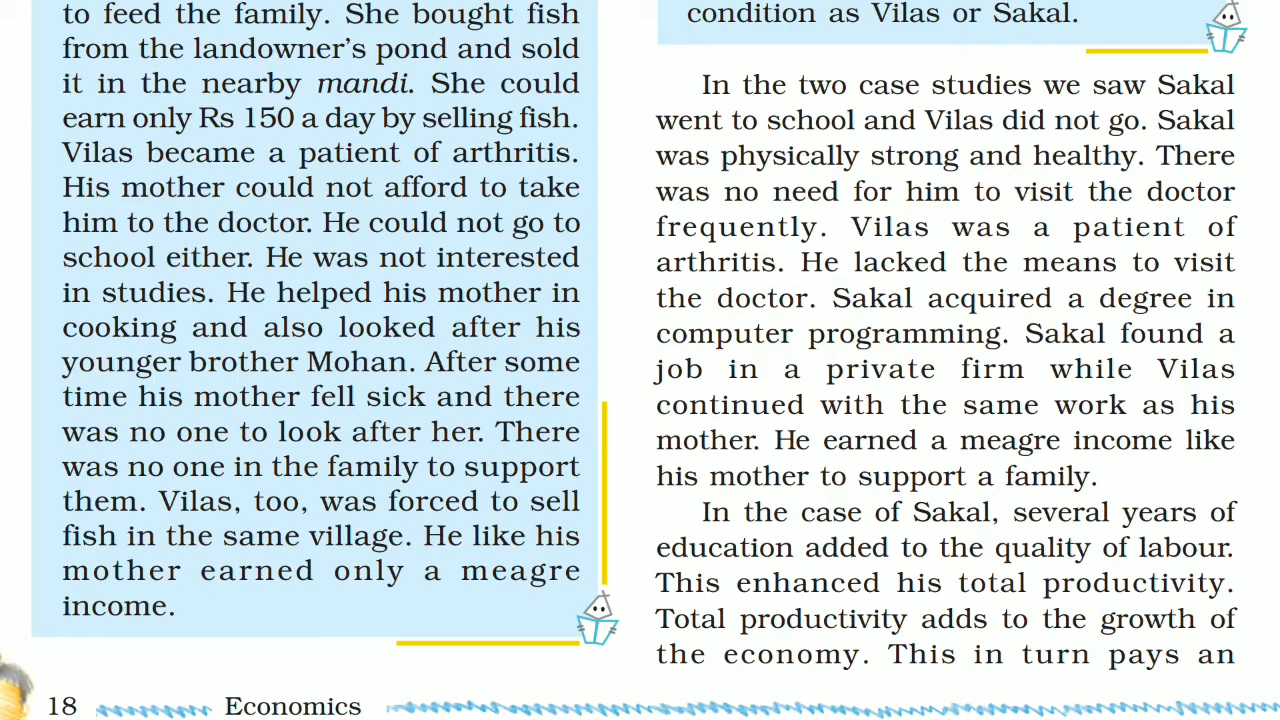 to feed the family. She bought fish
from the landowner's pond and sold
it in the nearby mandi. She could
earn only Rs 150 a day by selling fish.
Vilas became a patient of arthritis.
His mother could not afford to take
him to the doctor. He could not go to
school either. He was not interested
in studies. He helped his mother in
cooking and also looked after his
younger brother Mohan. After some
time his mother fell sick and there
was no one to look after her. There
was no one in the family to support
them. Vilas, too, was forced to sell
fish in the same village. He like his
mother earned only a meagre
income.
condition as Vilas or Sakal.
In the two case studies we saw Sakal
went to school and Vilas did not go. Sakal
was physically strong and healthy. There
was no need for him to visit the doctor
frequently. Vilas was a patient of
arthritis. He lacked the means to visit
the doctor. Sakal acquired a degree in
computer programming. Sakal found a
job in a private firm while Vilas
continued with the same work as his
mother. He earned a meagre income like
his mother to support a family.
In the case of Sakal, several years of
education added to the quality of labour.
This enhanced his total productivity.
Total productivity adds to the growth of
the economy. This in turn pays an
18 Economics